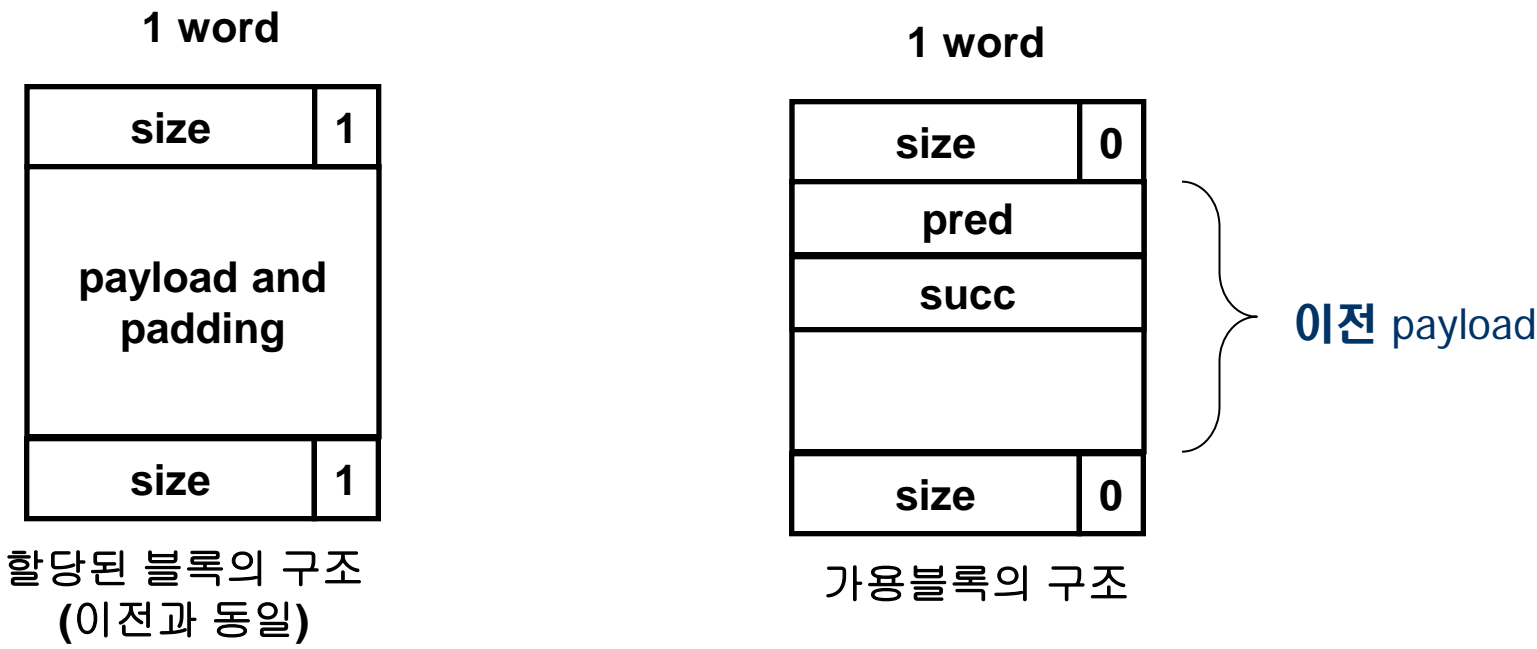 1 word
size 1
payload and
padding
size 1
할당된 블록의 구조
(이전과 동일)
1 word
size 0
pred
succ
size 0
이전 payload
가용블록의 구조